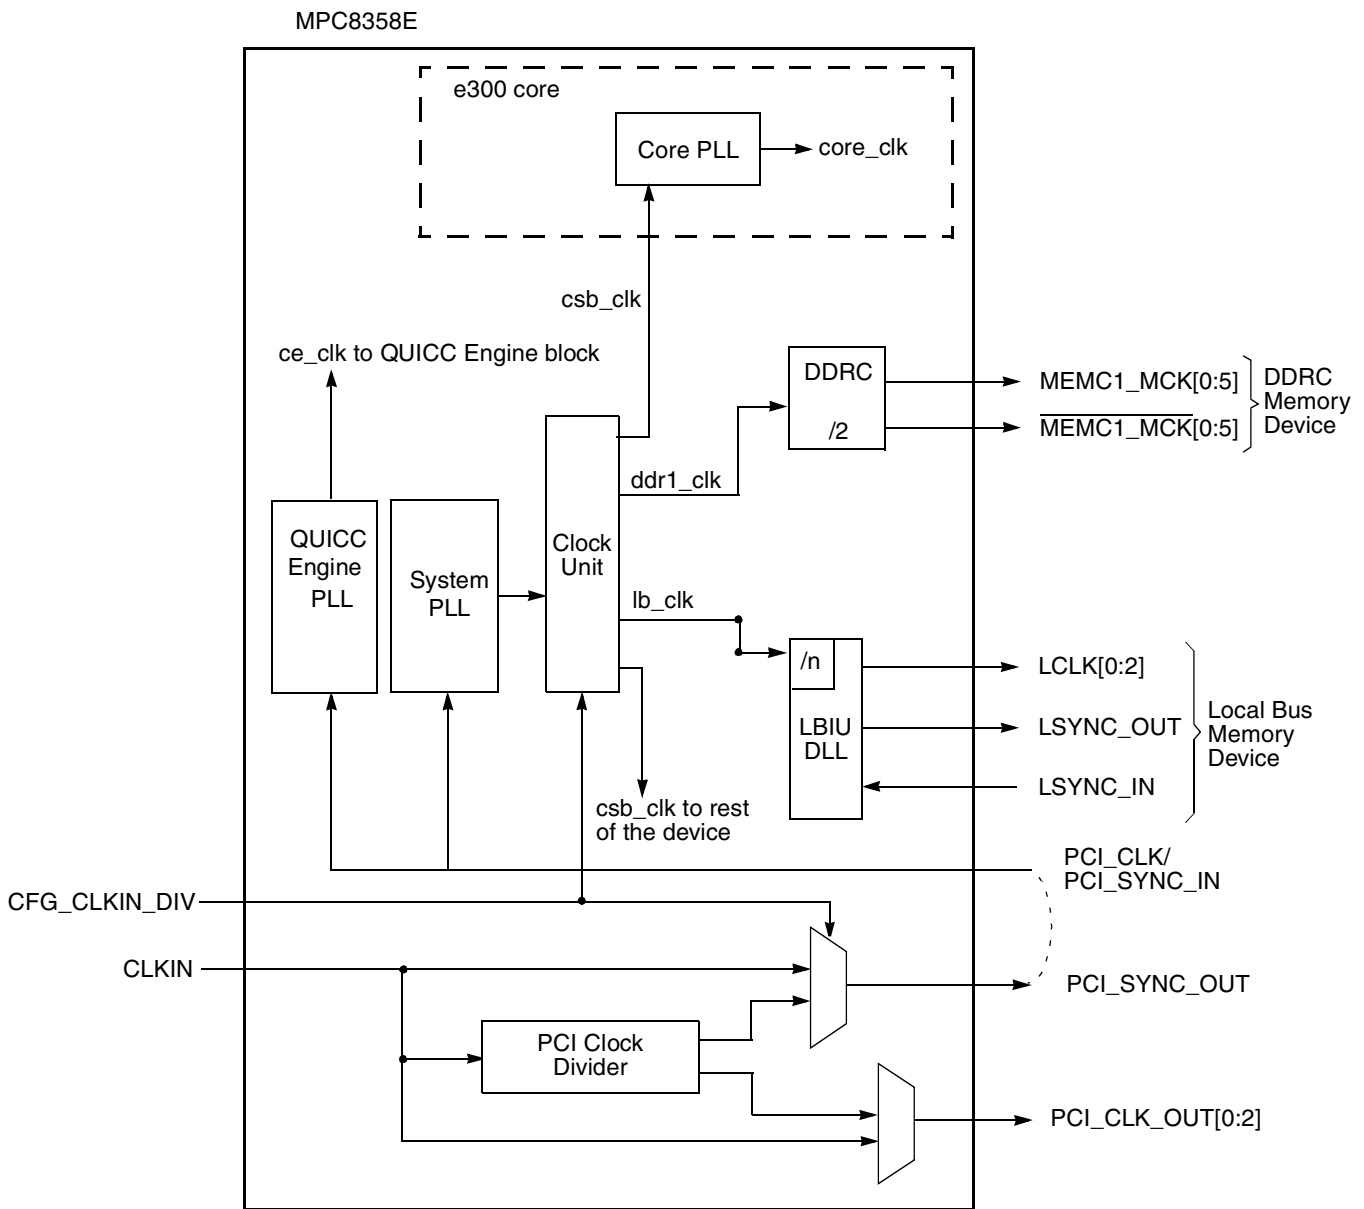 MPC8358E
e300 core
Core PLL
core_clk
csb_clk
ce_clk to QUICC Engine block
DDRC
/2
MEMC1_MCK[0:5]
MEMC1_MCK[0:5]
DDRC
Memory
Device
ddr1_clk
QUICC
Engine
PLL
System
PLL
Clock
Unit
lb_clk
/n
LBIU
DLL
LCLK[0:2]
LSYNC_OUT
LSYNC_IN
Local Bus
Memory
Device
csb_clk to rest
of the device
PCI_CLK/
PCI_SYNC_IN
CFG_CLKIN_DIV
CLKIN
PCI_SYNC_OUT
PCI Clock
Divider
PCI_CLK_OUT[0:2]